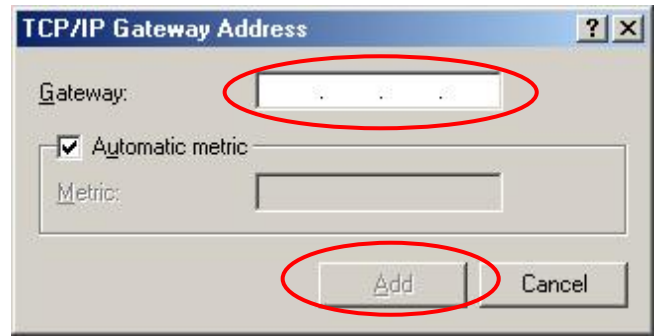 TCP/IP Gateway Address
Gateway: . . .
Automatic metric
Metric:
Add Cancel